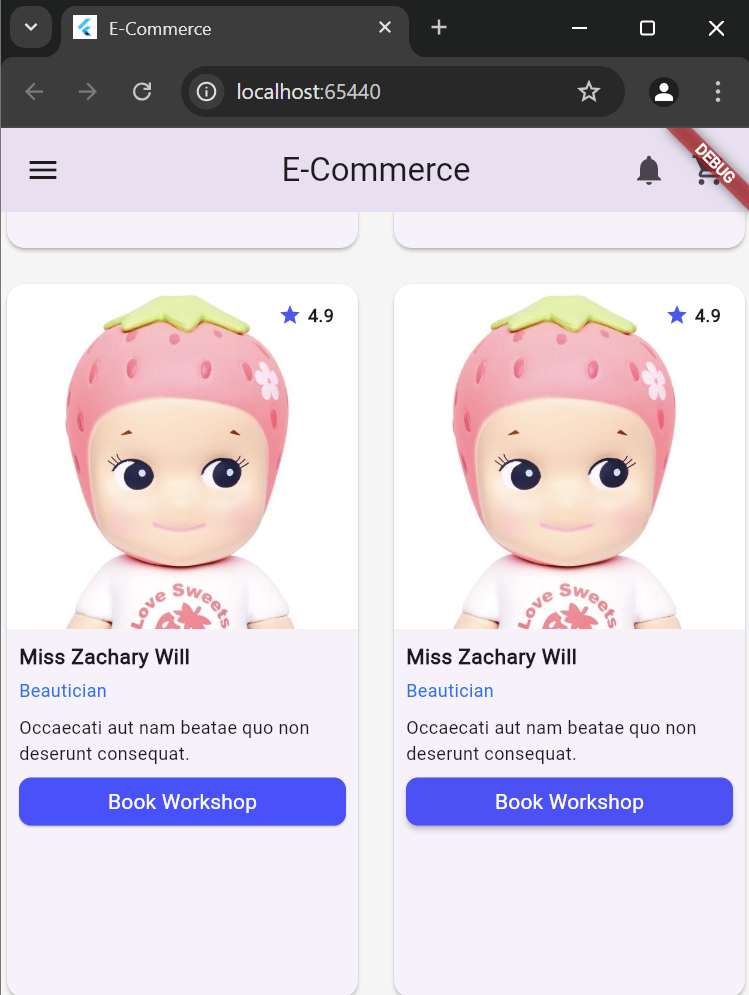 E-Commerce
localhost:65440
E-Commerce
DEBUG
4.9
4.9
Love Sweets
Love Sweets
Miss Zachary Will
Miss Zachary Will
Beautician
Beautician
Occaecati aut nam beatae quo non
deserunt consequat.
Occaecati aut nam beatae quo non
deserunt consequat.
Book Workshop
Book Workshop